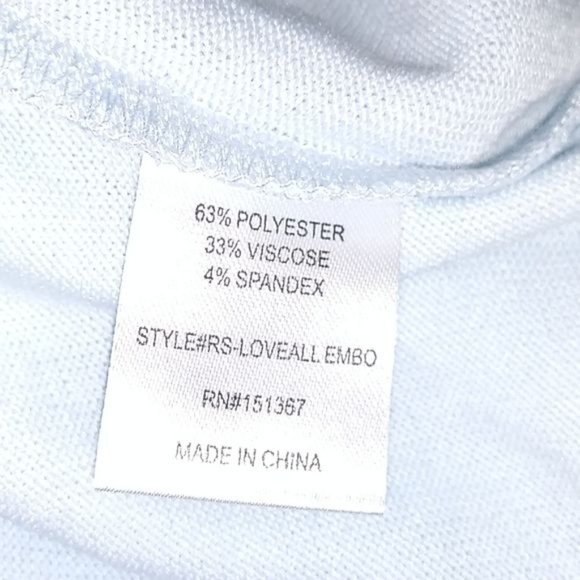 63% POLYESTER
33% VISCOSE
4% SPANDEX
STYLE#RS-LOVEALL EMBO
RN#151367
MADE IN CHINA